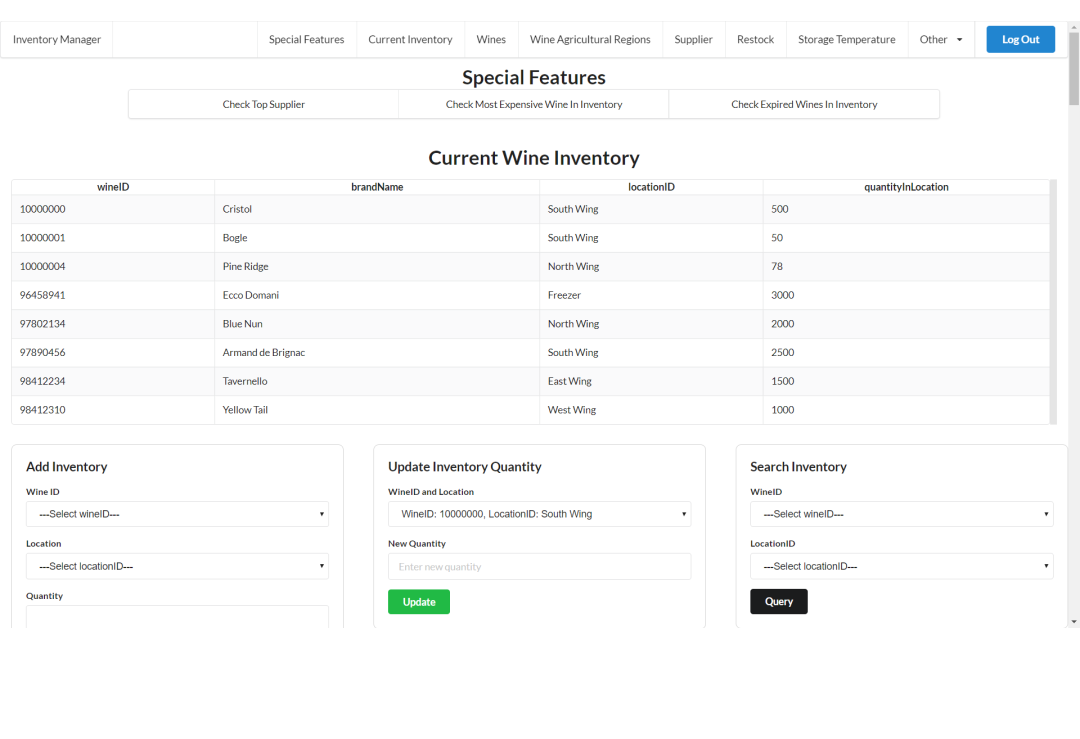 Inventory Manager Special Features Current Inventory Wines Wine Agricultural Regions Supplier Restock Storage Temperature Other Log Out
Special Features
Check Top Supplier Check Most Expensive Wine In Inventory Check Expired Wines In Inventory
Current Wine Inventory
wineID brandName locationID quantityInLocation
10000000 Cristol South Wing 500
10000001 Bogle South Wing 50
10000004 Pine Ridge North Wing 78
96458941 Ecco Domani Freezer 3000
97802134 Blue Nun North Wing 2000
97890456 Armand de Brignac South Wing 2500
98412234 Tavernello East Wing 1500
98412310 Yellow Tail West Wing 1000
Add Inventory
Wine ID
---Select wineID---
Location
---Select locationID---
Quantity
Update Inventory Quantity
WineID and Location
WineID: 10000000, LocationID: South Wing
New Quantity
Enter new quantity
Update
Search Inventory
WineID
---Select wineID---
LocationID
---Select locationID---
Query